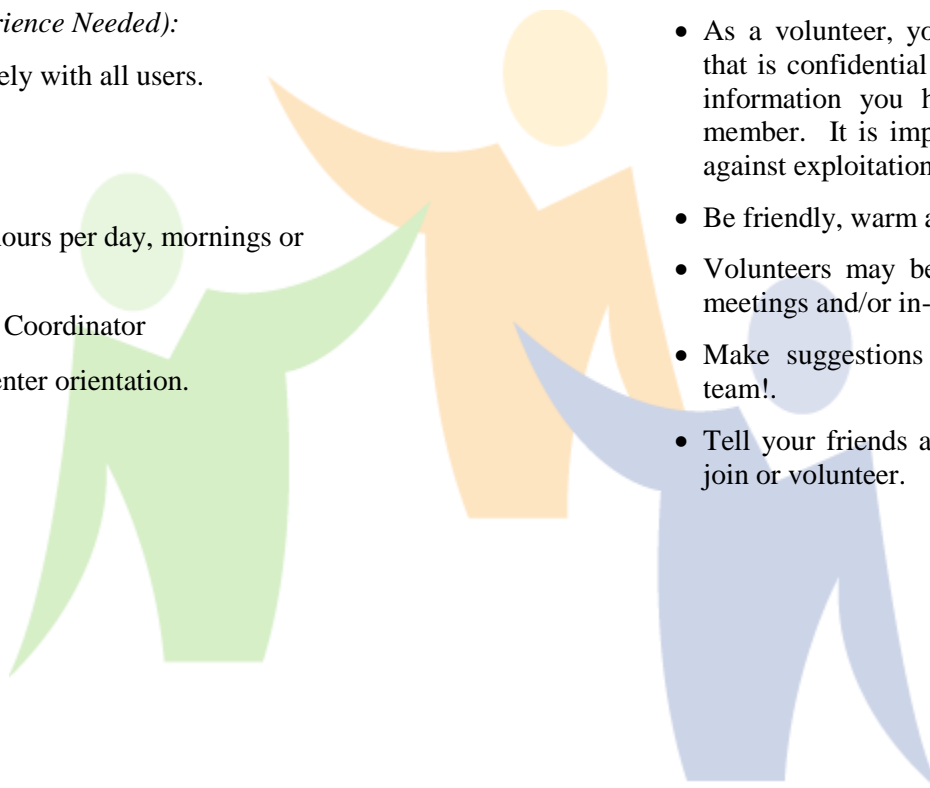 rience Needed):
ely with all users.
ours per day, mornings or
Coordinator
enter orientation.
• As a volunteer, yo
that is confidential
information you h
member. It is imp
against exploitation
• Be friendly, warm a
• Volunteers may be
meetings and/or in-
• Make suggestions
team!.
• Tell your friends a
join or volunteer.